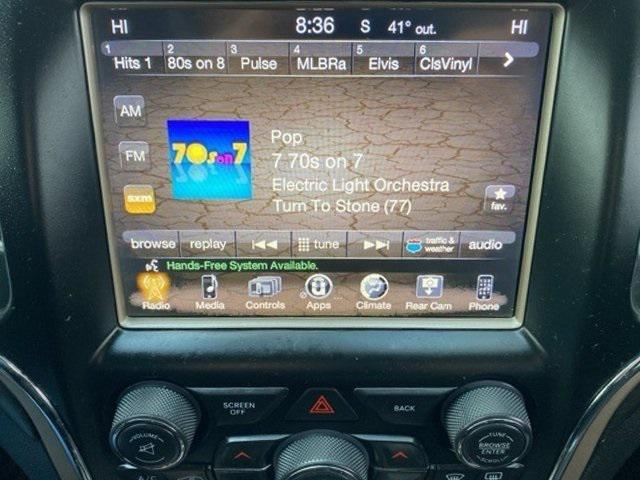 HI 8:36 S 41° out. HI
1 2 3 4 5 6
Hits 1 80s on 8 Pulse MLBRa Elvis ClsVinyl
AM
FM
sxm
70s on 7
Pop
7 70s on 7
Electric Light Orchestra
Turn To Stone (77)
fav.
browse replay tune traffic & weather audio
Hands-Free System Available.
Radio Media Controls Apps Climate Rear Cam Phone
SCREEN OFF
BACK
VOLUME
TUNE
BROWSE
ENTER
SCROLL
A/C